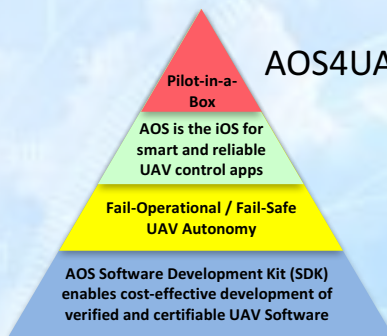 AOS4UA
Pilot-in-a-
Box
AOS is the iOS for
smart and reliable
UAV control apps
Fail-Operational / Fail-Safe
UAV Autonomy
AOS Software Development Kit (SDK)
enables cost-effective development of
verified and certifiable UAV Software